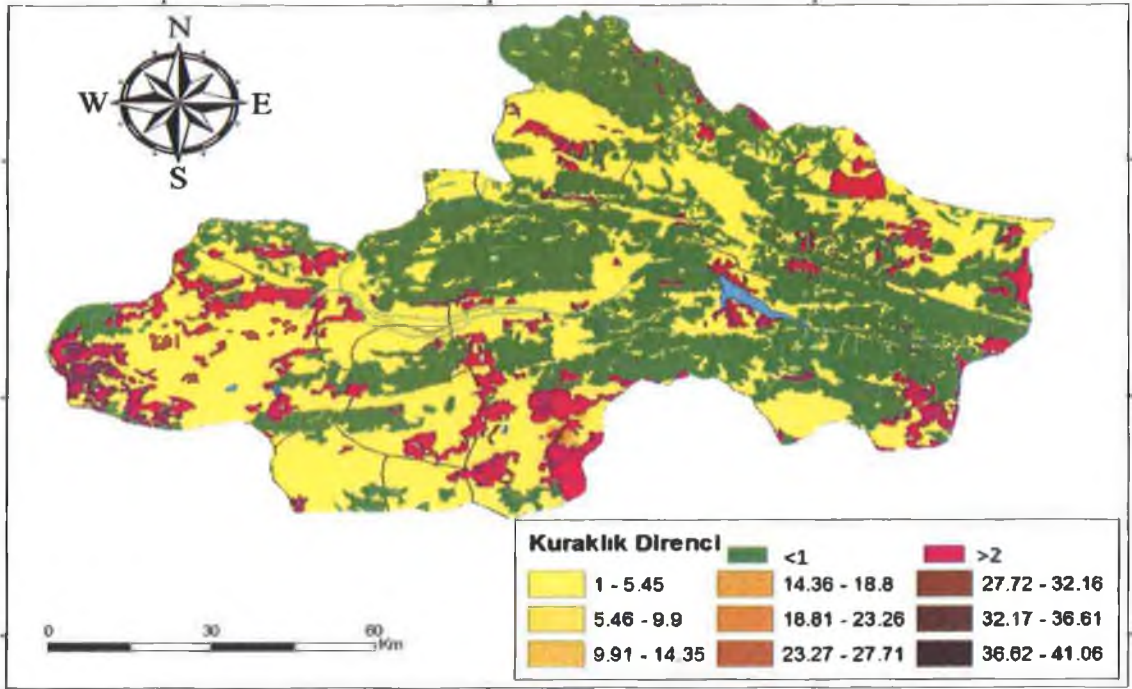 N
W E
S
Kuraklık Direnci <1 >2
1 - 5.45 14.36 - 18.8 27.72 - 32.16
5.46 - 9.9 18.81 - 23.26 32.17 - 36.61
9.91 - 14.35 23.27 - 27.71 36.62 - 41.06
0 30 60
Km